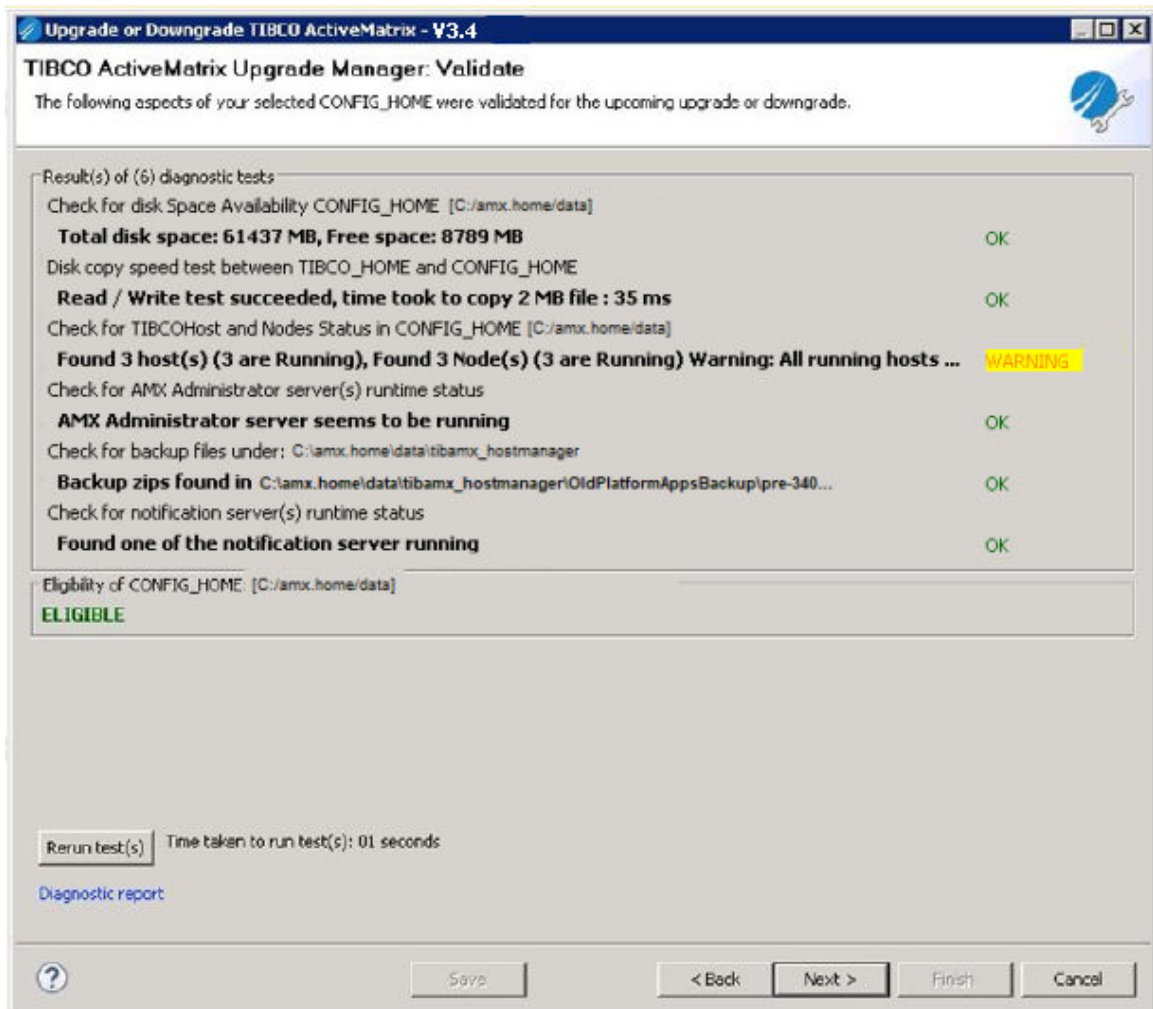 Upgrade or Downgrade TIBCO ActiveMatrix - V3.4
TIBCO ActiveMatrix Upgrade Manager: Validate
The following aspects of your selected CONFIG_HOME were validated for the upcoming upgrade or downgrade.
Result(s) of (6) diagnostic tests
Check for disk Space Availability CONFIG_HOME [C:/amx.home/data]
Total disk space: 61437 MB, Free space: 8789 MB OK
Disk copy speed test between TIBCO_HOME and CONFIG_HOME
Read / Write test succeeded, time took to copy 2 MB file : 35 ms OK
Check for TIBCOHost and Nodes Status in CONFIG_HOME [C:/amx.home/data]
Found 3 host(s) (3 are Running), Found 3 Node(s) (3 are Running) Warning: All running hosts ... WARNING
Check for AMX Administrator server(s) runtime status
AMX Administrator server seems to be running OK
Check for backup files under: C:\amx.home\data\tibamx_hostmanager
Backup zips found in C:\amx.home\data\tibamx_hostmanager\OldPlatformAppsBackup\pre-340... OK
Check for notification server(s) runtime status
Found one of the notification server running OK
Eligibility of CONFIG_HOME [C:/amx.home/data]
ELIGIBLE
Rerun test(s) Time taken to run test(s): 01 seconds
Diagnostic report
? Save < Back Next > Finish Cancel